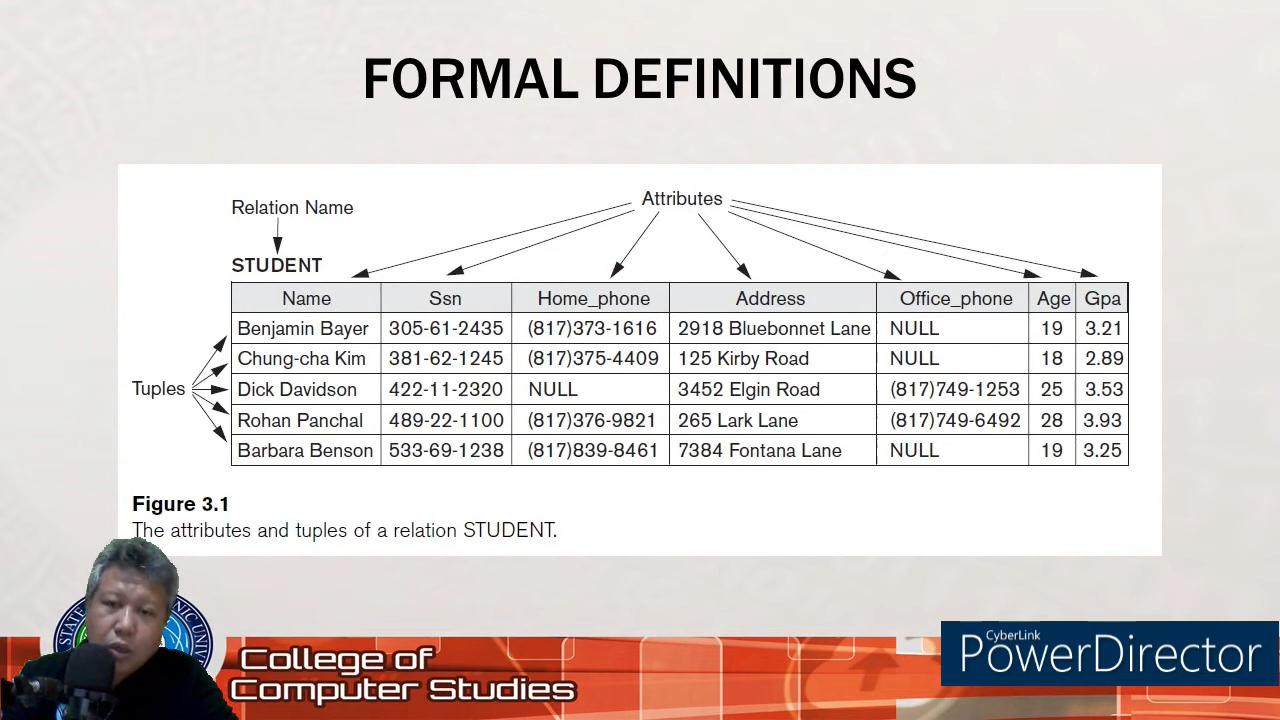 FORMAL DEFINITIONS
Relation Name
Attributes
STUDENT
Name Ssn Home_phone Address Office_phone Age Gpa
Tuples
Benjamin Bayer 305-61-2435 (817)373-1616 2918 Bluebonnet Lane NULL 19 3.21
Chung-cha Kim 381-62-1245 (817)375-4409 125 Kirby Road NULL 18 2.89
Dick Davidson 422-11-2320 NULL 3452 Elgin Road (817)749-1253 25 3.53
Rohan Panchal 489-22-1100 (817)376-9821 265 Lark Lane (817)749-6492 28 3.93
Barbara Benson 533-69-1238 (817)839-8461 7384 Fontana Lane NULL 19 3.25
Figure 3.1
The attributes and tuples of a relation STUDENT.
STATE
College of
Computer Studies
CyberLink
PowerDirector